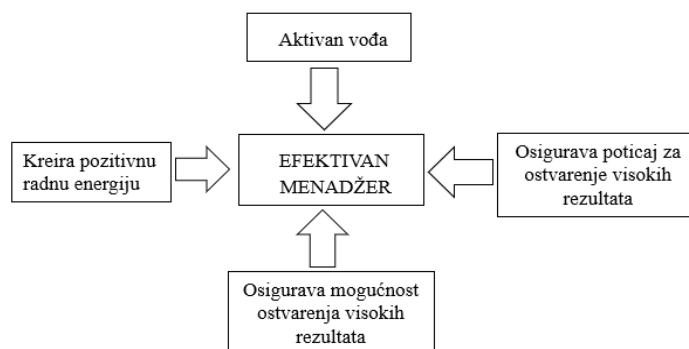 Aktivan vođa
Kreira pozitivnu
radnu energiju
EFEKTIVAN
MENADŽER
Osigurava poticaj za
ostvarenje visokih
rezultata
Osigurava mogućnost
ostvarenja visokih
rezultata